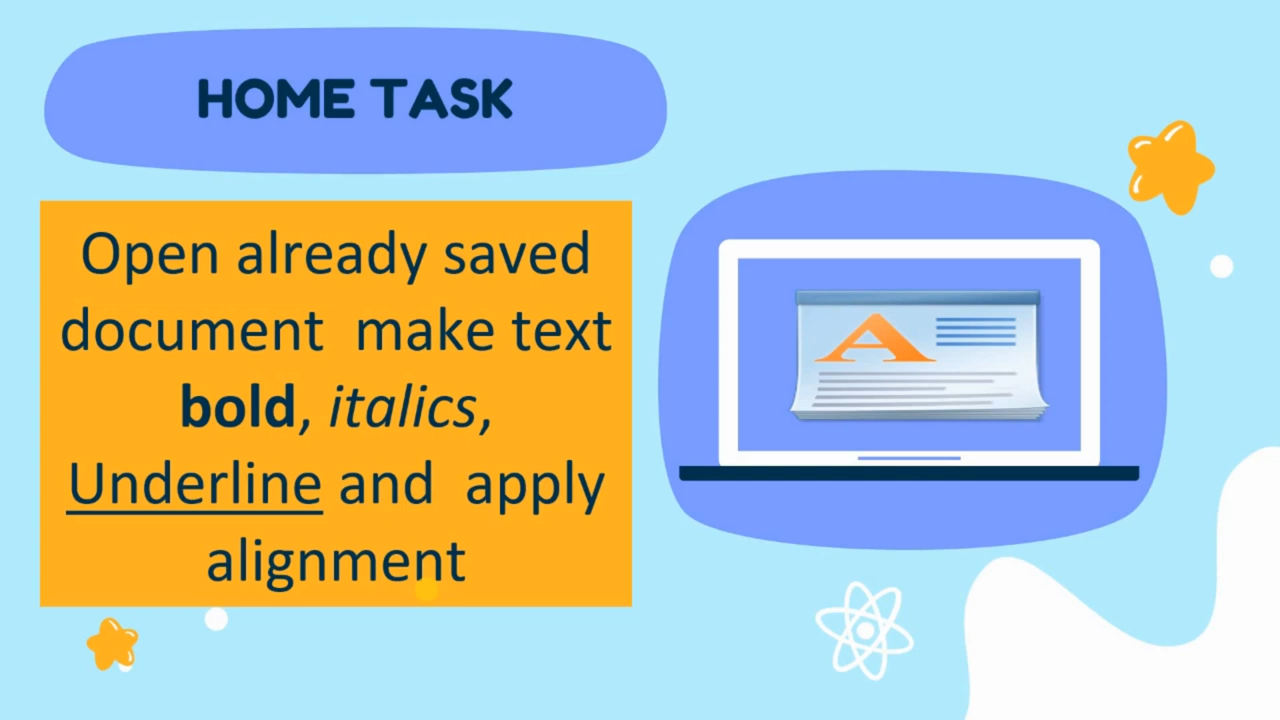 HOME TASK
Open already saved
document  make text
bold, italics,
Underline and  apply
alignment